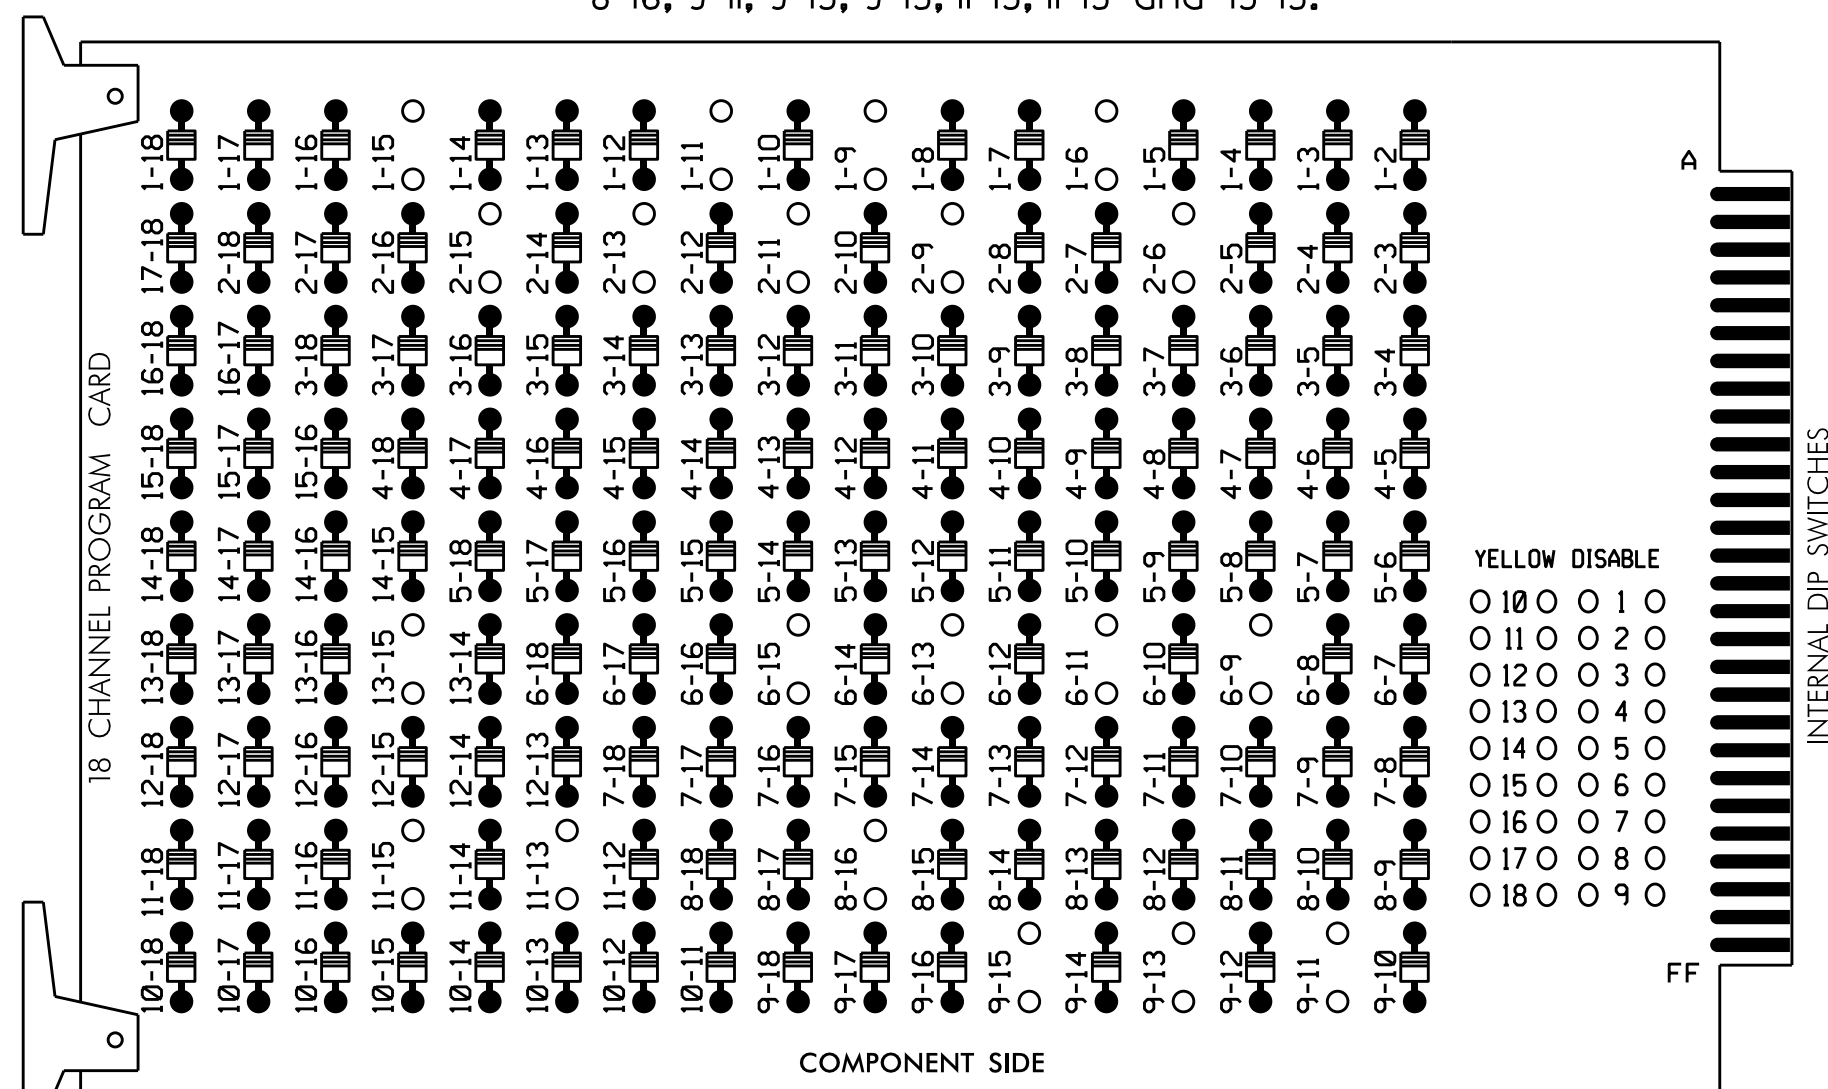 1-18 1-17 1-16 1-15 1-14 1-13 1-12 1-11 1-10 1-9 1-8 1-7 1-6 1-5 1-4 1-3 1-2
A
17-18 2-18 2-17 2-16 2-15 2-14 2-13 2-12 2-11 2-10 2-9 2-8 2-7 2-6 2-5 2-4 2-3
16-18 16-17 3-18 3-17 3-16 3-15 3-14 3-13 3-12 3-11 3-10 3-9 3-8 3-7 3-6 3-5 3-4
15-18 15-17 15-16 4-18 4-17 4-16 4-15 4-14 4-13 4-12 4-11 4-10 4-9 4-8 4-7 4-6 4-5
14-18 14-17 14-16 14-15 5-18 5-17 5-16 5-15 5-14 5-13 5-12 5-11 5-10 5-9 5-8 5-7 5-6
13-18 13-17 13-16 13-15 13-14 6-18 6-17 6-16 6-15 6-14 6-13 6-12 6-11 6-10 6-9 6-8 6-7
12-18 12-17 12-16 12-15 12-14 12-13 7-18 7-17 7-16 7-15 7-14 7-13 7-12 7-11 7-10 7-9 7-8
11-18 11-17 11-16 11-15 11-14 11-13 11-12 8-18 8-17 8-16 8-15 8-14 8-13 8-12 8-11 8-10 8-9
10-18 10-17 10-16 10-15 10-14 10-13 10-12 10-11 9-18 9-17 9-16 9-15 9-14 9-13 9-12 9-11 9-10
18 CHANNEL PROGRAM CARD
YELLOW DISABLE
10 1
11 2
12 3
13 4
14 5
15 6
16 7
17 8
18 9
FF
INTERNAL DIP SWITCHES
COMPONENT SIDE